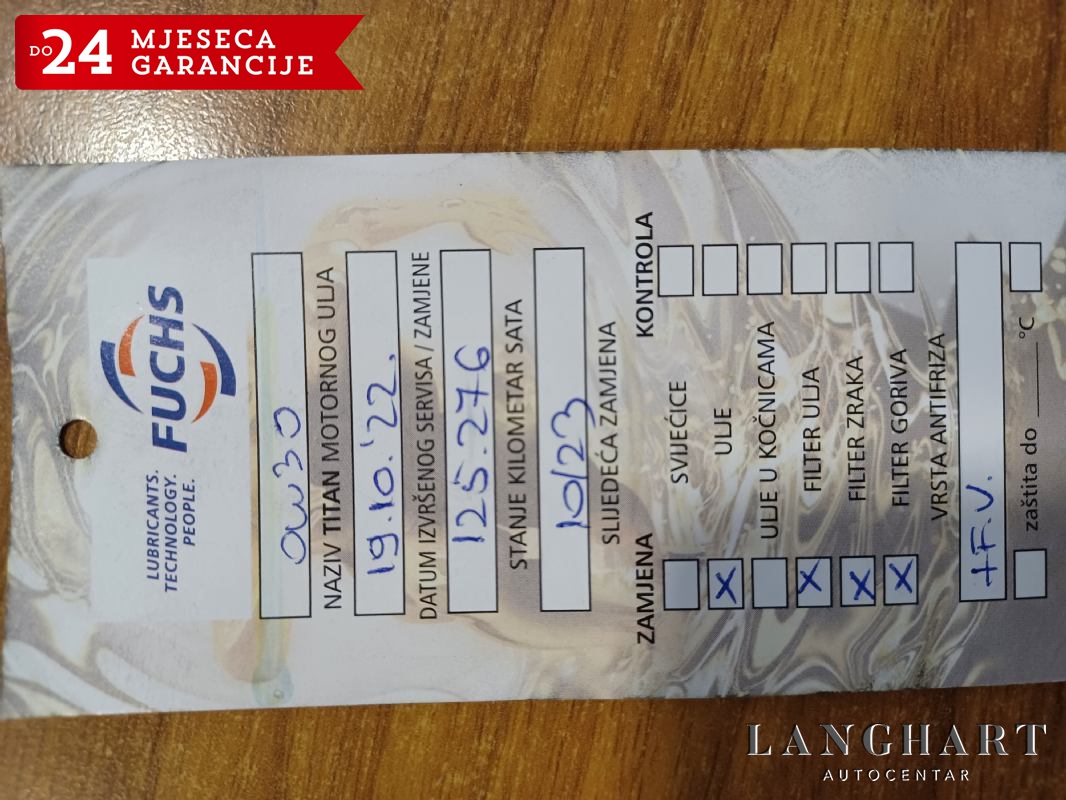 DO 24 MJESECA
GARANCIJE
LUBRICANTS.
TECHNOLOGY.
PEOPLE.
FUCHS
0W30
NAZIV TITAN MOTORNOG ULJA
19.10.'22.
DATUM IZVRŠENOG SERVISA / ZAMJENE
125.276
STANJE KILOMETAR SATA
10/23
SLIJEDEĆA ZAMJENA
ZAMJENA KONTROLA
SVIJEĆICE
X ULJE
ULJE U KOČNICAMA
X FILTER ULJA
X FILTER ZRAKA
X FILTER GORIVA
VRSTA ANTIFRIZA
+F.V.
zaštita do ____ °C
LANGHART
AUTOCENTAR